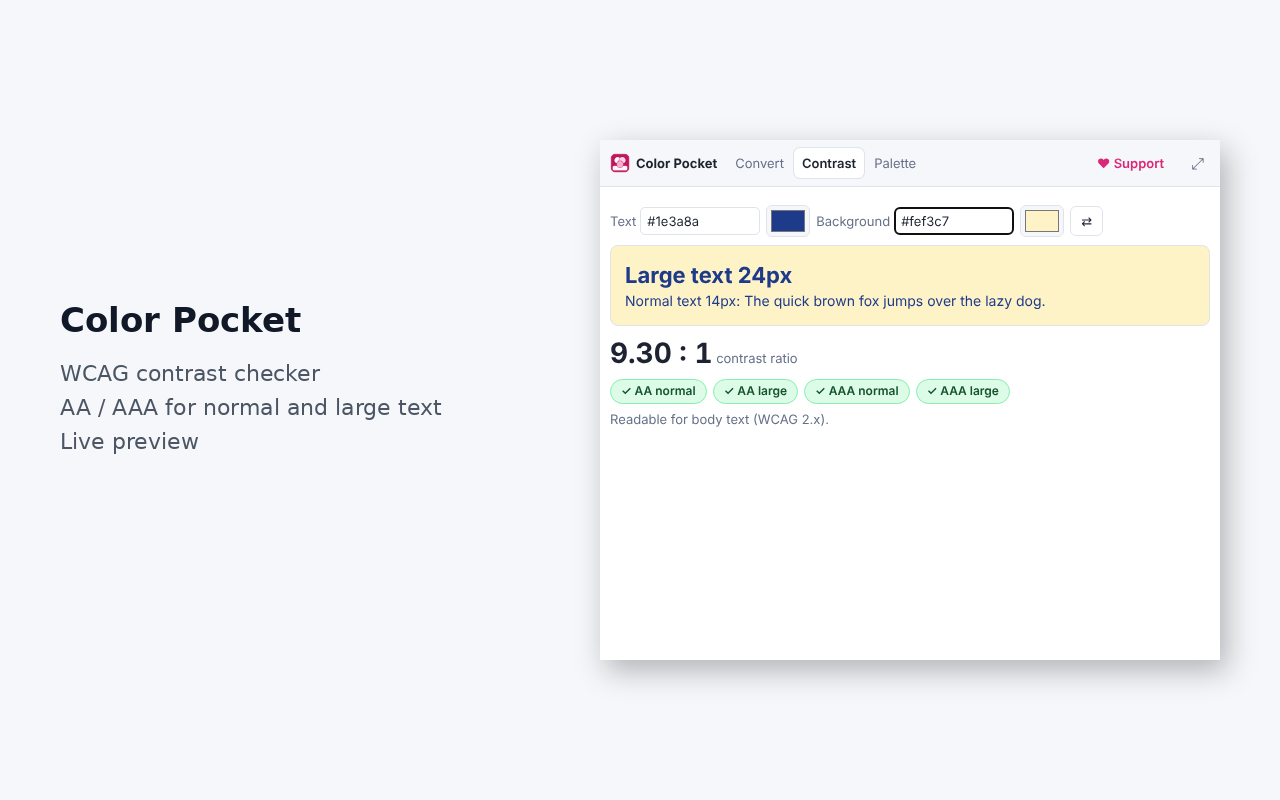 Color Pocket
WCAG contrast checker
AA / AAA for normal and large text
Live preview
Color Pocket Convert Contrast Palette ♥ Support
Text #1e3a8a Background #fef3c7 ⇄
Large text 24px
Normal text 14px: The quick brown fox jumps over the lazy dog.
9.30 : 1 contrast ratio
✓ AA normal ✓ AA large ✓ AAA normal ✓ AAA large
Readable for body text (WCAG 2.x).